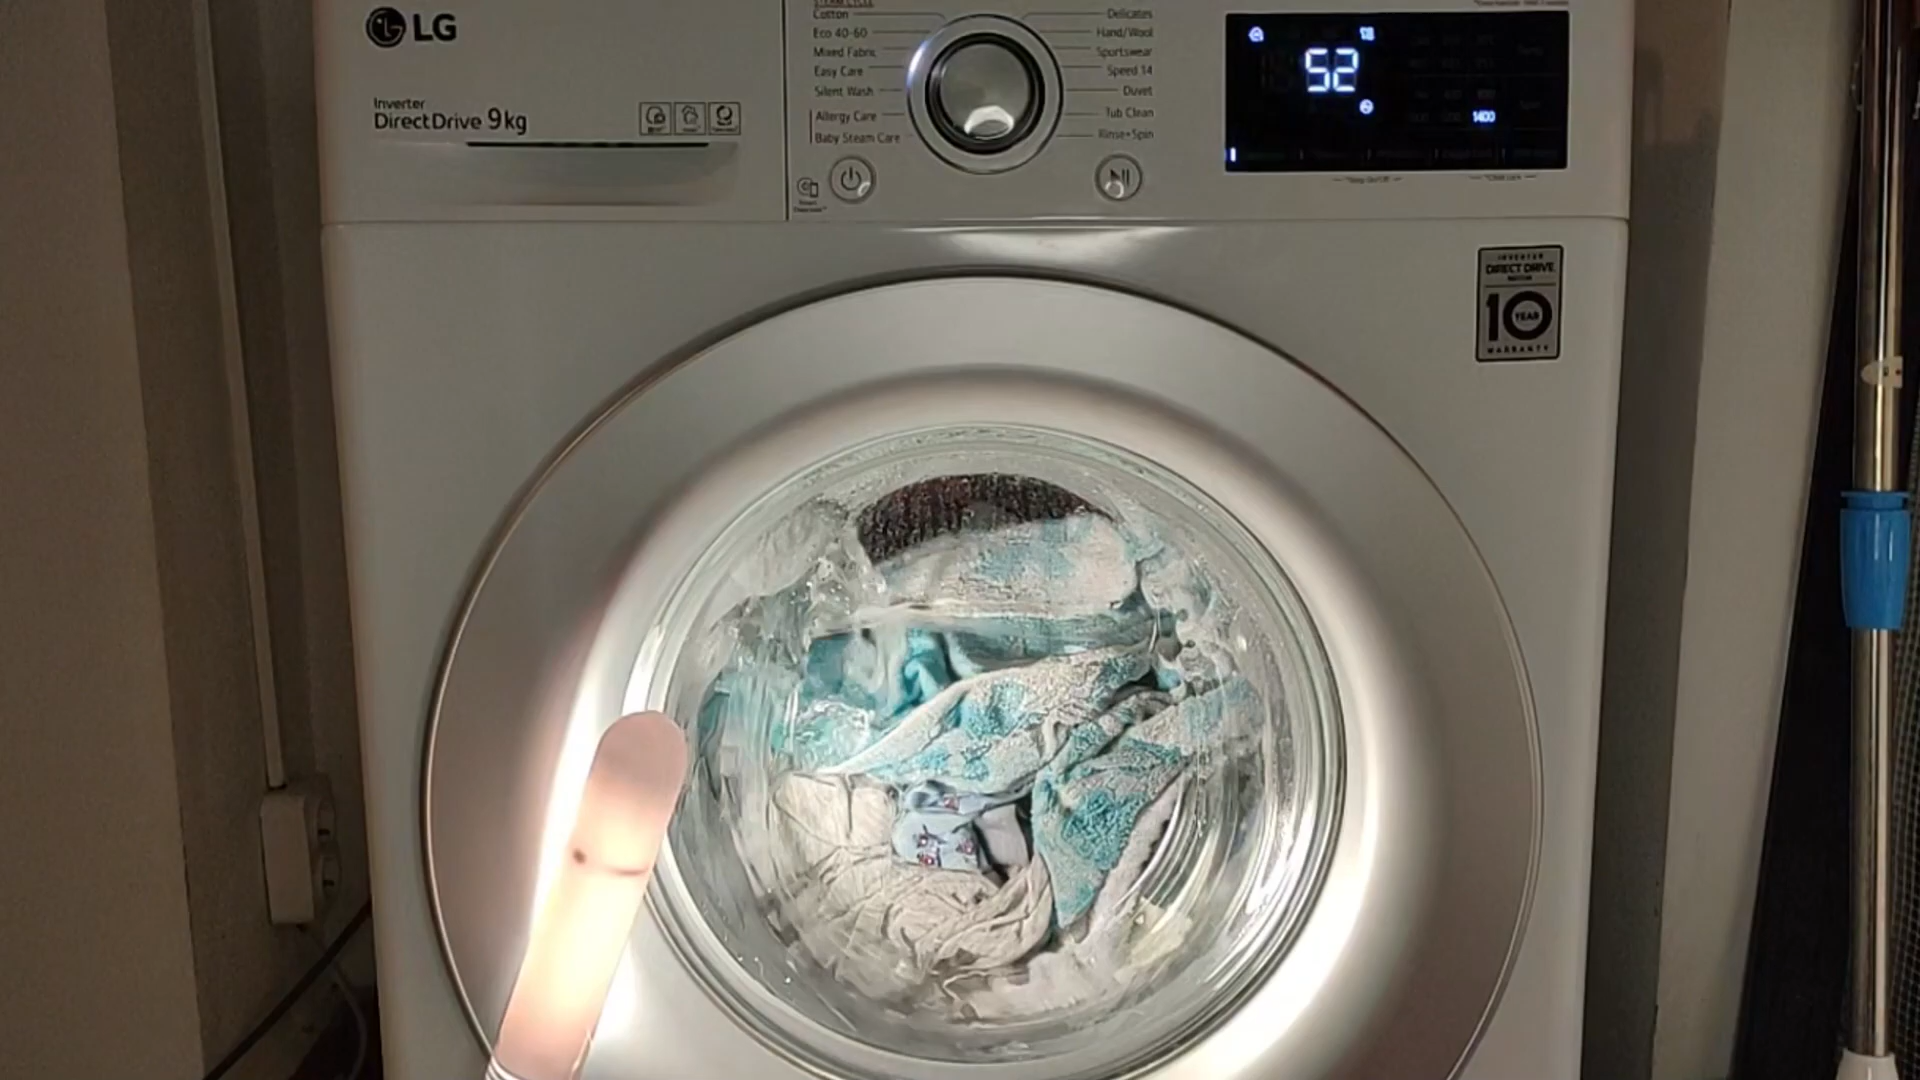 LG
Inverter
DirectDrive 9kg
Cotton
Eco 40-60
Mixed Fabric
Easy Care
Silent Wash
Allergy Care
Baby Steam Care
Delicates
Hand/Wool
Sportswear
Speed 14
Duvet
Tub Clean
Rinse+Spin
52
1400
INVERTER
DIRECT DRIVE
MOTOR
10
YEAR
WARRANTY